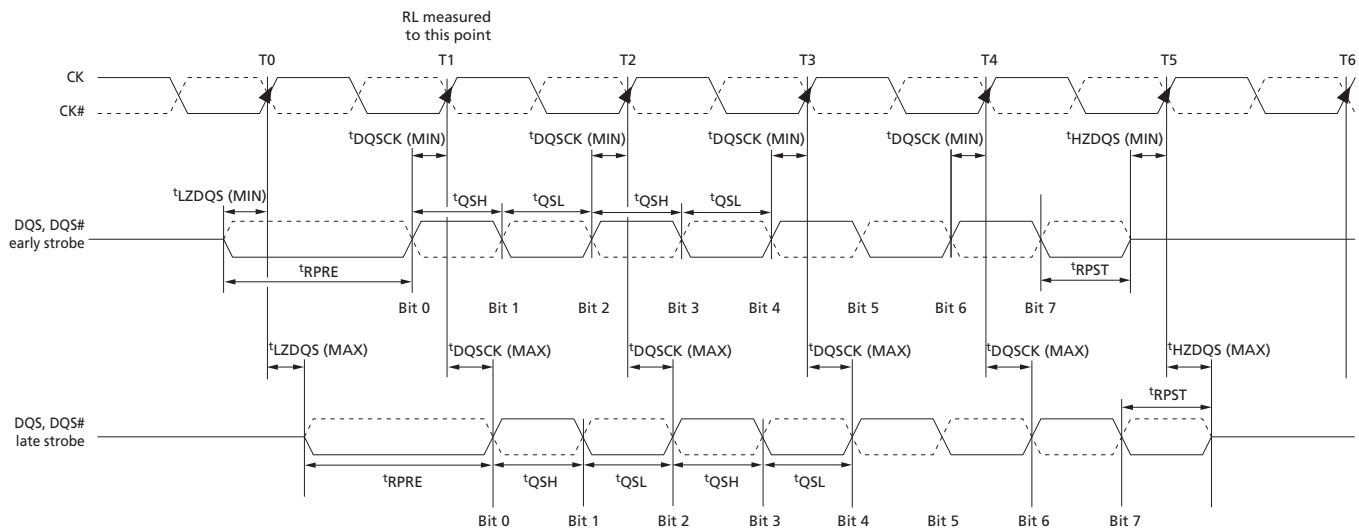 RL measured
to this point
T0 T1 T2 T3 T4 T5 T6
CK
CK#
tDQSCK (MIN) tDQSCK (MIN) tDQSCK (MIN) tDQSCK (MIN) tHZDQS (MIN)
tLZDQS (MIN)
tQSH tQSL tQSH tQSL
DQS, DQS#
early strobe
tRPRE tRPST
Bit 0 Bit 1 Bit 2 Bit 3 Bit 4 Bit 5 Bit 6 Bit 7
tLZDQS (MAX) tDQSCK (MAX) tDQSCK (MAX) tDQSCK (MAX) tDQSCK (MAX) tHZDQS (MAX)
tRPST
DQS, DQS#
late strobe
tRPRE tQSH tQSL tQSH tQSL
Bit 0 Bit 1 Bit 2 Bit 3 Bit 4 Bit 5 Bit 6 Bit 7